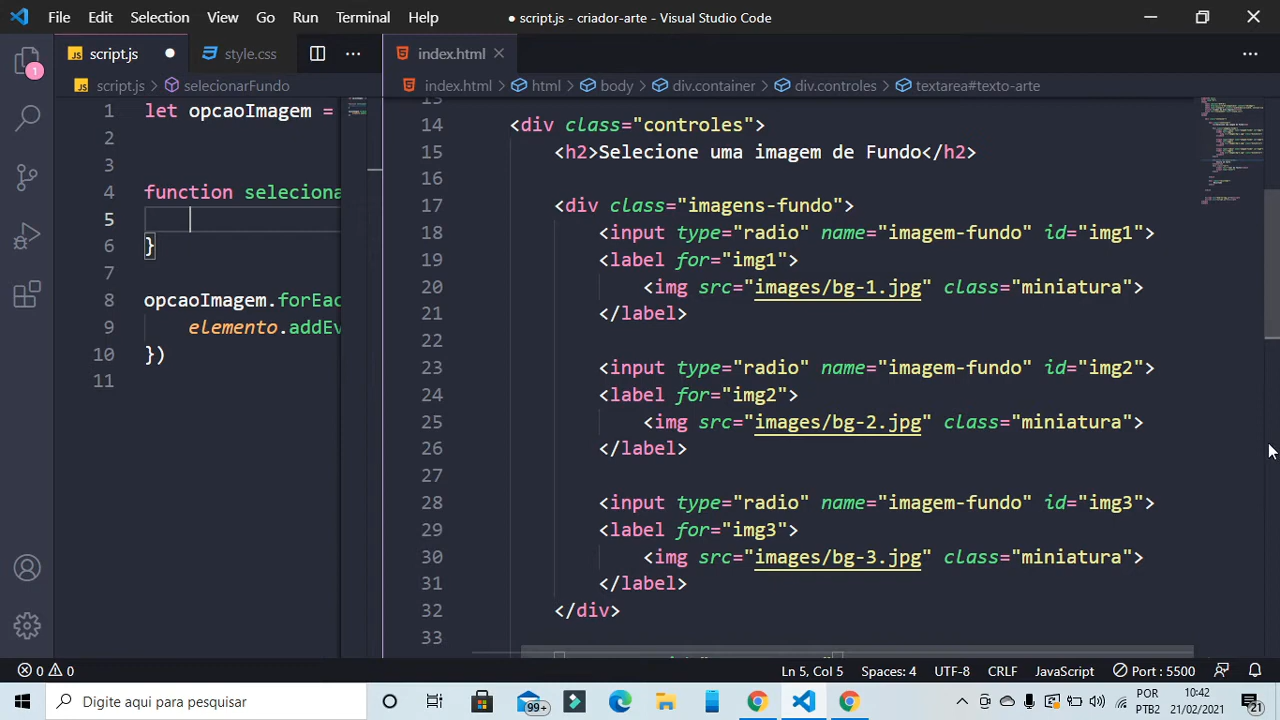 File Edit Selection View Go Run Terminal Help
● script.js - criador-arte - Visual Studio Code
JS script.js ●
style.css
index.html
JS script.js > selecionarFundo
index.html > html > body > div.container > div.controles > textarea#texto-arte
1 let opcaoImagem =
2
3
4 function seleciona
5
6 }
7
8 opcaoImagem.forEac
9 elemento.addEv
10 })
11
14 <div class="controles">
15 <h2>Selecione uma imagem de Fundo</h2>
16
17 <div class="imagens-fundo">
18 <input type="radio" name="imagem-fundo" id="img1">
19 <label for="img1">
20 <img src="images/bg-1.jpg" class="miniatura">
21 </label>
22
23 <input type="radio" name="imagem-fundo" id="img2">
24 <label for="img2">
25 <img src="images/bg-2.jpg" class="miniatura">
26 </label>
27
28 <input type="radio" name="imagem-fundo" id="img3">
29 <label for="img3">
30 <img src="images/bg-3.jpg" class="miniatura">
31 </label>
32 </div>
33
1
0 0
Ln 5, Col 5 Spaces: 4 UTF-8 CRLF JavaScript Port : 5500
Digite aqui para pesquisar
99+
POR
PTB2
10:42
21/02/2021
21